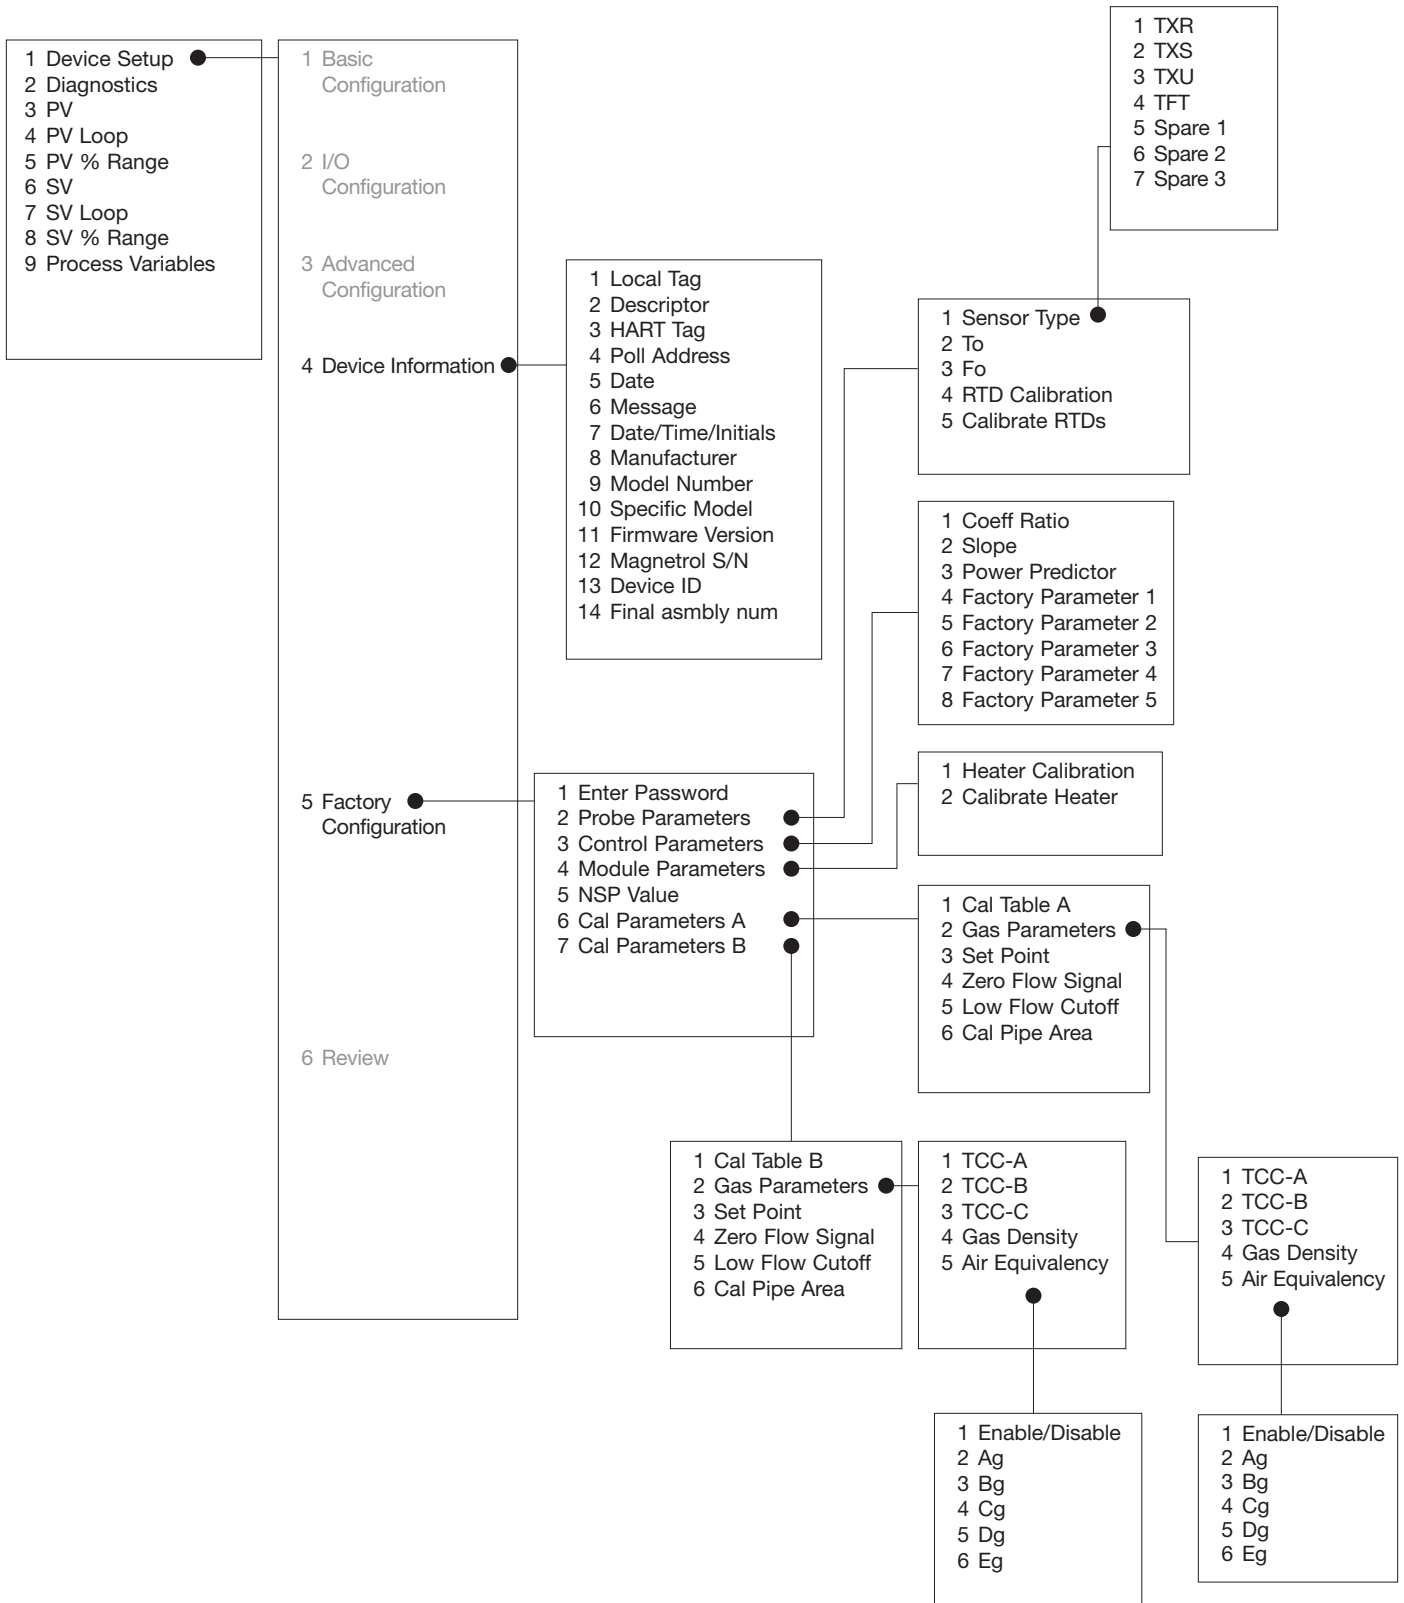 1 Device Setup
2 Diagnostics
3 PV
4 PV Loop
5 PV % Range
6 SV
7 SV Loop
8 SV % Range
9 Process Variables
1 Basic
Configuration
2 I/O
Configuration
3 Advanced
Configuration
4 Device Information
5 Factory
Configuration
6 Review
1 Local Tag
2 Descriptor
3 HART Tag
4 Poll Address
5 Date
6 Message
7 Date/Time/Initials
8 Manufacturer
9 Model Number
10 Specific Model
11 Firmware Version
12 Magnetrol S/N
13 Device ID
14 Final asmbly num
1 Enter Password
2 Probe Parameters
3 Control Parameters
4 Module Parameters
5 NSP Value
6 Cal Parameters A
7 Cal Parameters B
1 TXR
2 TXS
3 TXU
4 TFT
5 Spare 1
6 Spare 2
7 Spare 3
1 Sensor Type
2 To
3 Fo
4 RTD Calibration
5 Calibrate RTDs
1 Coeff Ratio
2 Slope
3 Power Predictor
4 Factory Parameter 1
5 Factory Parameter 2
6 Factory Parameter 3
7 Factory Parameter 4
8 Factory Parameter 5
1 Heater Calibration
2 Calibrate Heater
1 Cal Table A
2 Gas Parameters
3 Set Point
4 Zero Flow Signal
5 Low Flow Cutoff
6 Cal Pipe Area
1 Cal Table B
2 Gas Parameters
3 Set Point
4 Zero Flow Signal
5 Low Flow Cutoff
6 Cal Pipe Area
1 TCC-A
2 TCC-B
3 TCC-C
4 Gas Density
5 Air Equivalency
1 TCC-A
2 TCC-B
3 TCC-C
4 Gas Density
5 Air Equivalency
1 Enable/Disable
2 Ag
3 Bg
4 Cg
5 Dg
6 Eg
1 Enable/Disable
2 Ag
3 Bg
4 Cg
5 Dg
6 Eg